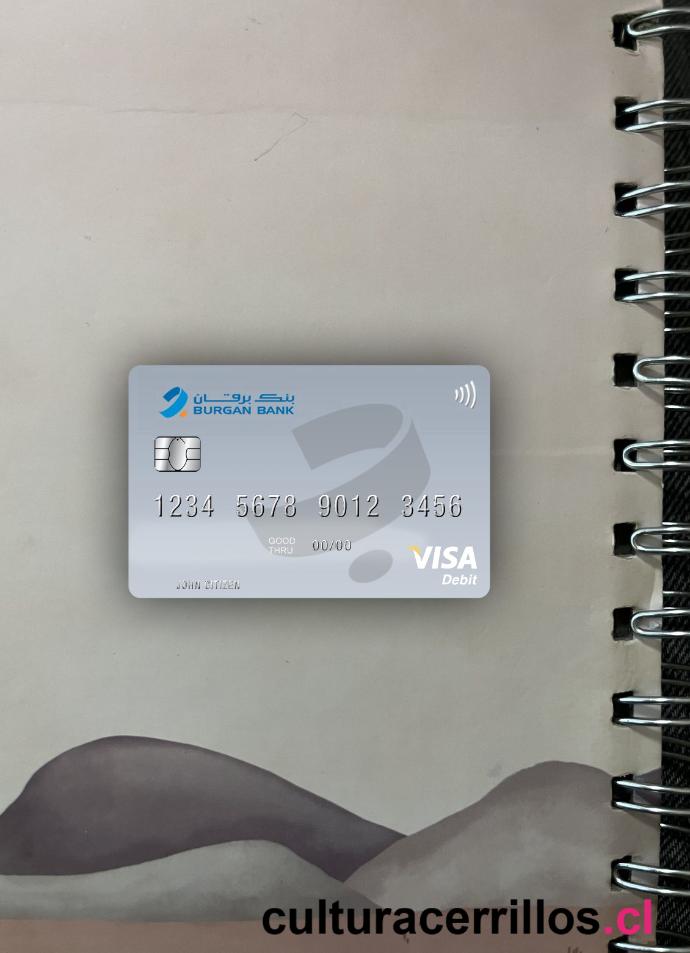 بنك برقان
BURGAN BANK
1234 5678 9012 3456
GOOD
THRU
00/00
VISA
Debit
JOHN CITIZEN
culturacerrillos.cl